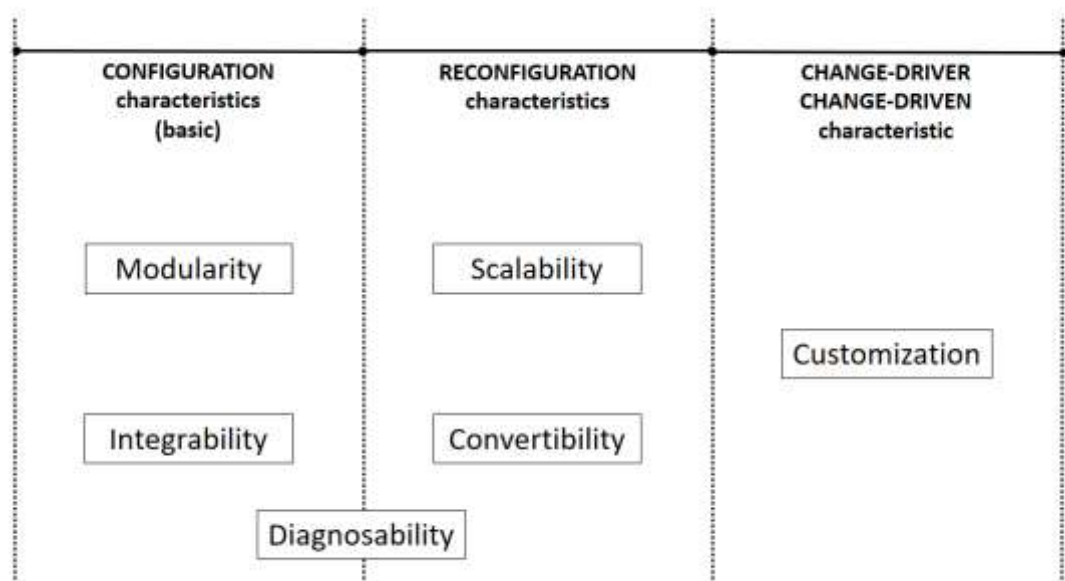 CONFIGURATION
characteristics
(basic)
RECONFIGURATION
characteristics
CHANGE-DRIVER
CHANGE-DRIVEN
characteristic
Modularity
Scalability
Customization
Integrability
Convertibility
Diagnosability